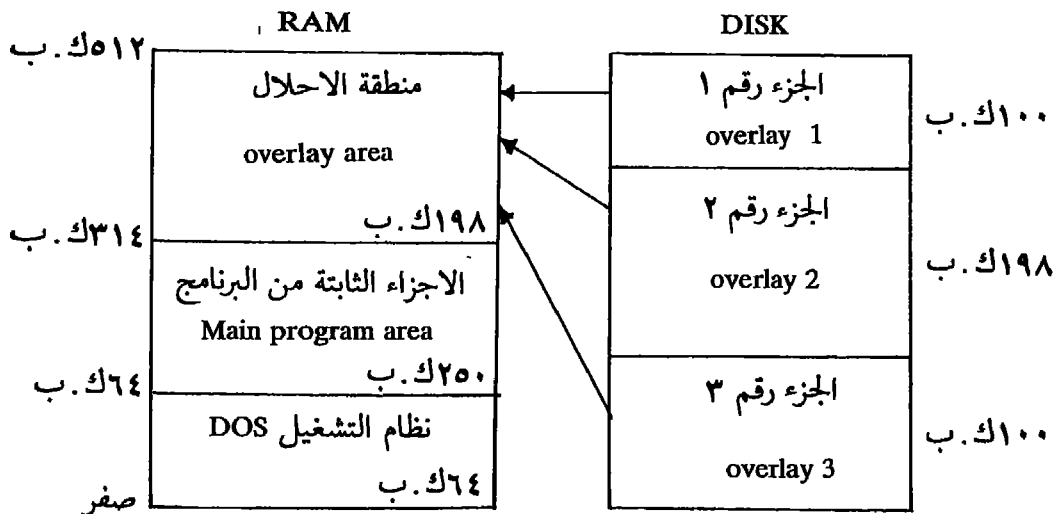 RAM
DISK
٥١٢ك.ب
منطقة الاحلال
overlay area
١٩٨ك.ب
٣١٤ك.ب
الاجزاء الثابتة من البرنامج
Main program area
٢٥٠ك.ب
٦٤ك.ب
نظام التشغيل DOS
٦٤ك.ب
صفر
الجزء رقم ١
overlay 1
١٠٠ك.ب
الجزء رقم ٢
overlay 2
١٩٨ك.ب
الجزء رقم ٣
overlay 3
١٠٠ك.ب